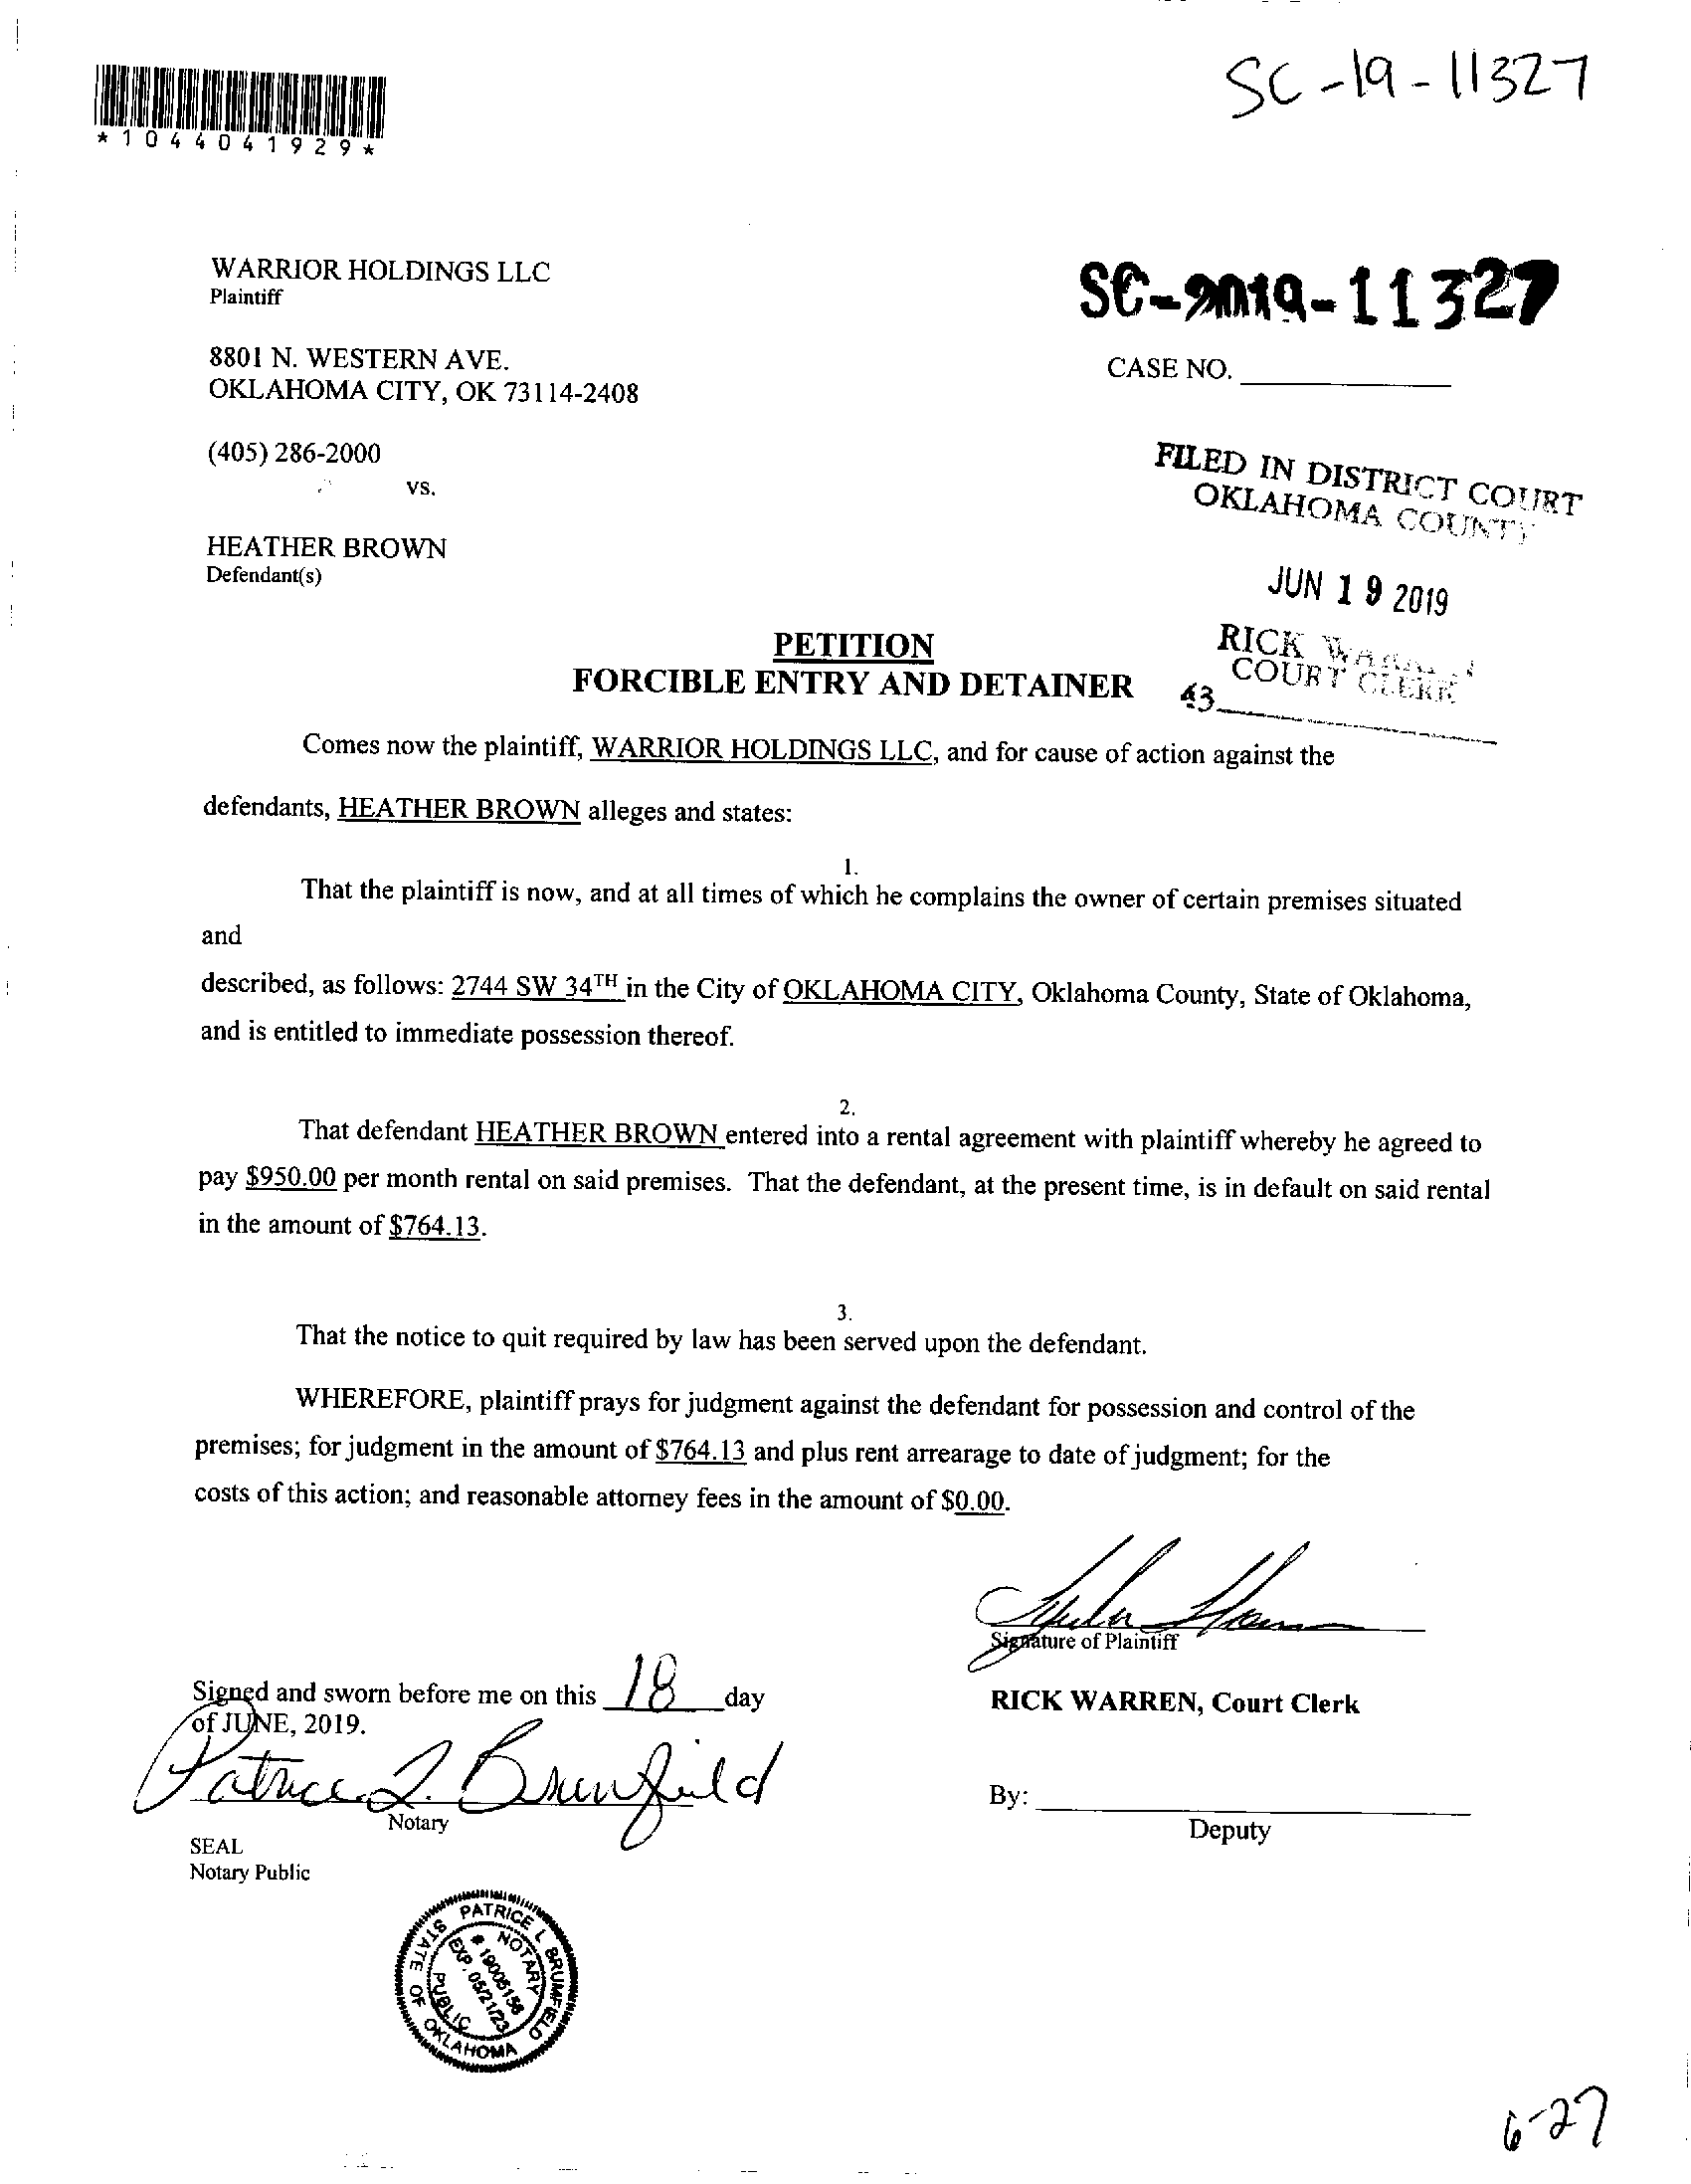 SC-19-11327
*1044041929*
WARRIOR HOLDINGS LLC
Plaintiff
SC-2019-11327
8801 N. WESTERN AVE.
OKLAHOMA CITY, OK 73114-2408
CASE NO.
(405) 286-2000
vs.
FILED IN DISTRICT COURT
OKLAHOMA COUNTY
HEATHER BROWN
Defendant(s)
JUN 19 2019
RICK WARREN
COURT CLERK
43
PETITION
FORCIBLE ENTRY AND DETAINER
Comes now the plaintiff, WARRIOR HOLDINGS LLC, and for cause of action against the
defendants, HEATHER BROWN alleges and states:
1.
That the plaintiff is now, and at all times of which he complains the owner of certain premises situated
and
described, as follows: 2744 SW 34TH in the City of OKLAHOMA CITY, Oklahoma County, State of Oklahoma,
and is entitled to immediate possession thereof.
2.
That defendant HEATHER BROWN entered into a rental agreement with plaintiff whereby he agreed to
pay $950.00 per month rental on said premises. That the defendant, at the present time, is in default on said rental
in the amount of $764.13.
3.
That the notice to quit required by law has been served upon the defendant.
WHEREFORE, plaintiff prays for judgment against the defendant for possession and control of the
premises; for judgment in the amount of $764.13 and plus rent arrearage to date of judgment; for the
costs of this action; and reasonable attorney fees in the amount of $0.00.
Signature of Plaintiff
Signed and sworn before me on this 18 day
of JUNE, 2019.
RICK WARREN, Court Clerk
Patrice L. Brumfield
Notary
By:
Deputy
SEAL
Notary Public
PATRICE L BRUMFIELD
STATE OF OKLAHOMA
NOTARY
# 19005156
EXP. 05/21/23
PUBLIC
6-27